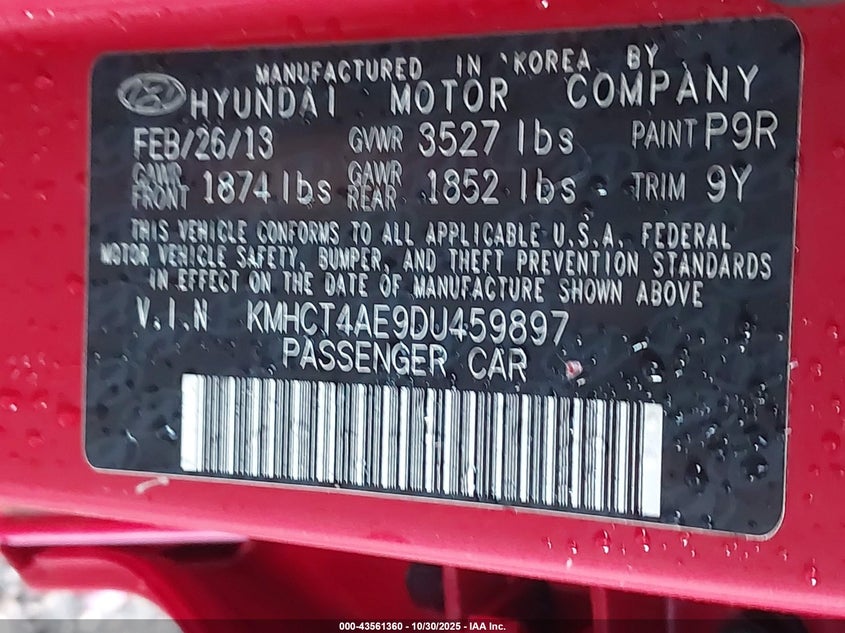 MANUFACTURED IN KOREA BY
HYUNDAI MOTOR COMPANY
FEB/26/13 GVWR 3527 lbs PAINT P9R
GAWR FRONT 1874 lbs GAWR REAR 1852 lbs TRIM 9Y
THIS VEHICLE CONFORMS TO ALL APPLICABLE U.S.A. FEDERAL
MOTOR VEHICLE SAFETY, BUMPER, AND THEFT PREVENTION STANDARDS
IN EFFECT ON THE DATE OF MANUFACTURE SHOWN ABOVE
V.I.N KMHCT4AE9DU459897
PASSENGER CAR
000-43561360 - 10/30/2025 - IAA Inc.